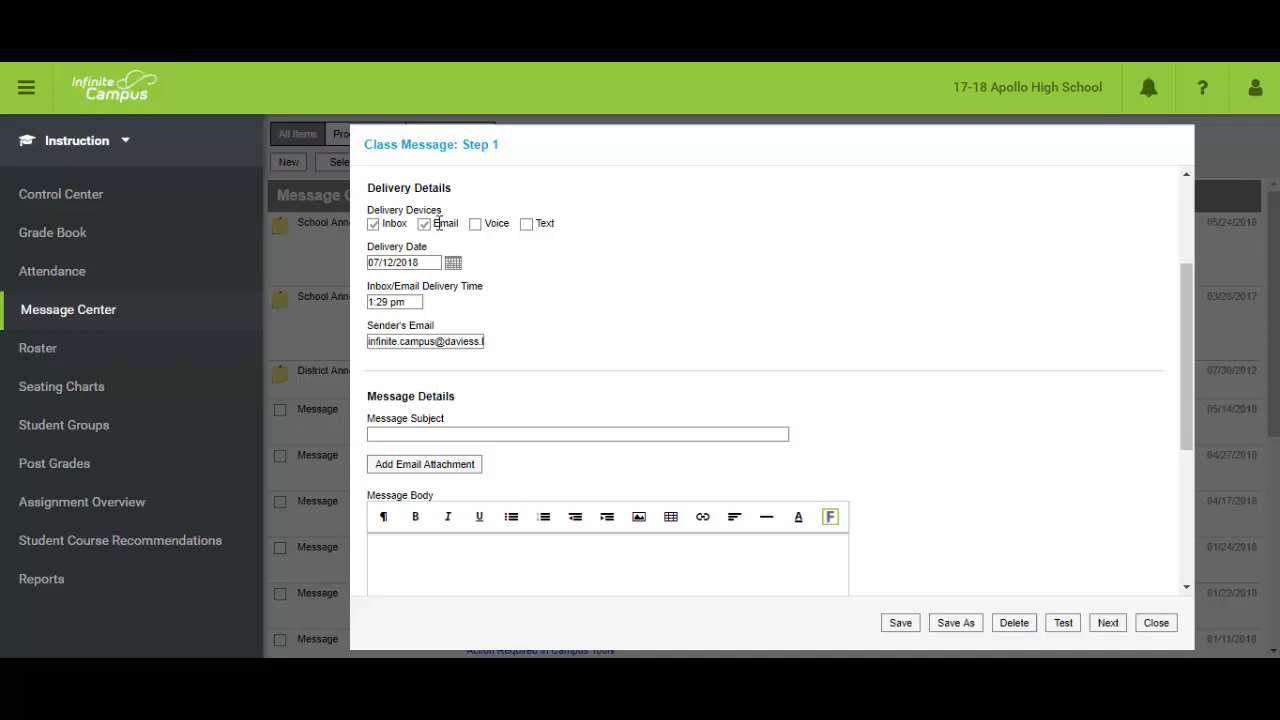 Infinite Campus
17-18 Apollo High School
?
Instruction
Control Center
Grade Book
Attendance
Message Center
Roster
Seating Charts
Student Groups
Post Grades
Assignment Overview
Student Course Recommendations
Reports
All Items
New
Message
School Ann
05/24/2018
School Ann
03/28/2017
District Ann
07/30/2012
Message
05/14/2018
Message
04/27/2018
Message
04/17/2018
Message
01/24/2018
Message
01/22/2018
Message
01/11/2018
Action Required in Campus Tools
Class Message: Step 1
Delivery Details
Delivery Devices
Inbox Email Voice Text
Delivery Date
07/12/2018
Inbox/Email Delivery Time
1:29 pm
Sender's Email
infinite.campus@daviess.
Message Details
Message Subject
Add Email Attachment
Message Body
¶ B I U A F
Save Save As Delete Test Next Close